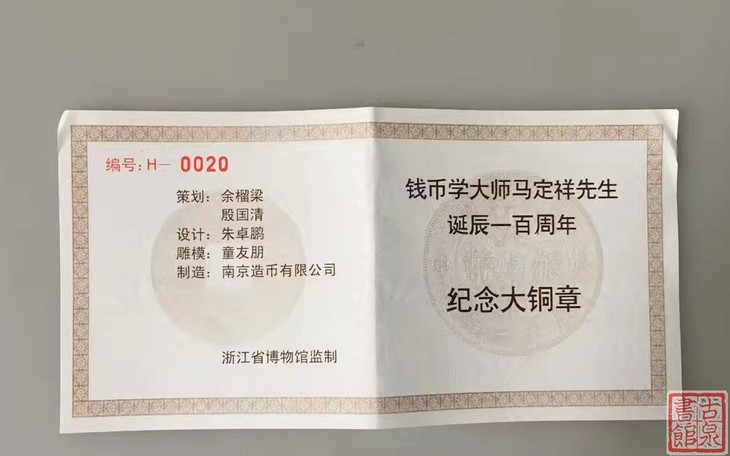 编号：H— 0020
策划：余榴梁
殷国清
设计：朱卓鹏
雕模：童友朋
制造：南京造币有限公司
浙江省博物馆监制
钱币学大师马定祥先生
诞辰一百周年
纪念大铜章
古泉
書館